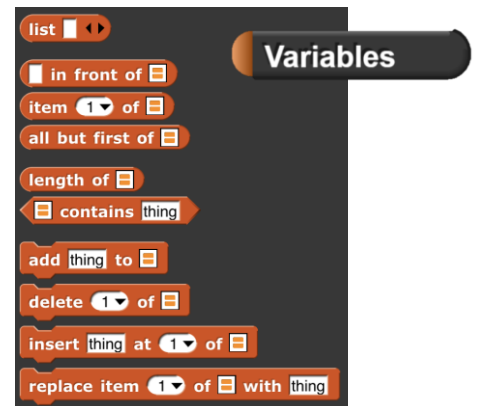 list
Variables
in front of
item 1 of
all but first of
length of
contains thing
add thing to
delete 1 of
insert thing at 1 of
replace item 1 of with thing